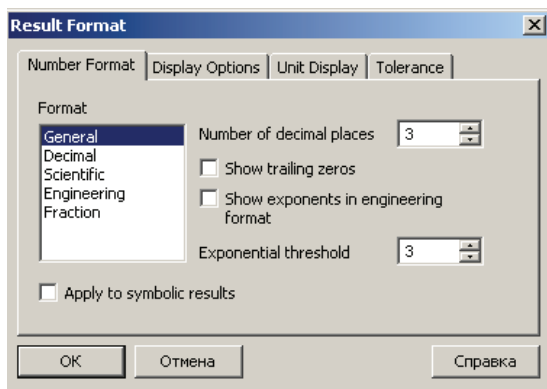 Result Format
Number Format Display Options Unit Display Tolerance
Format
General
Decimal
Scientific
Engineering
Fraction
Number of decimal places 3
Show trailing zeros
Show exponents in engineering
format
Exponential threshold 3
Apply to symbolic results
OK Отмена Справка